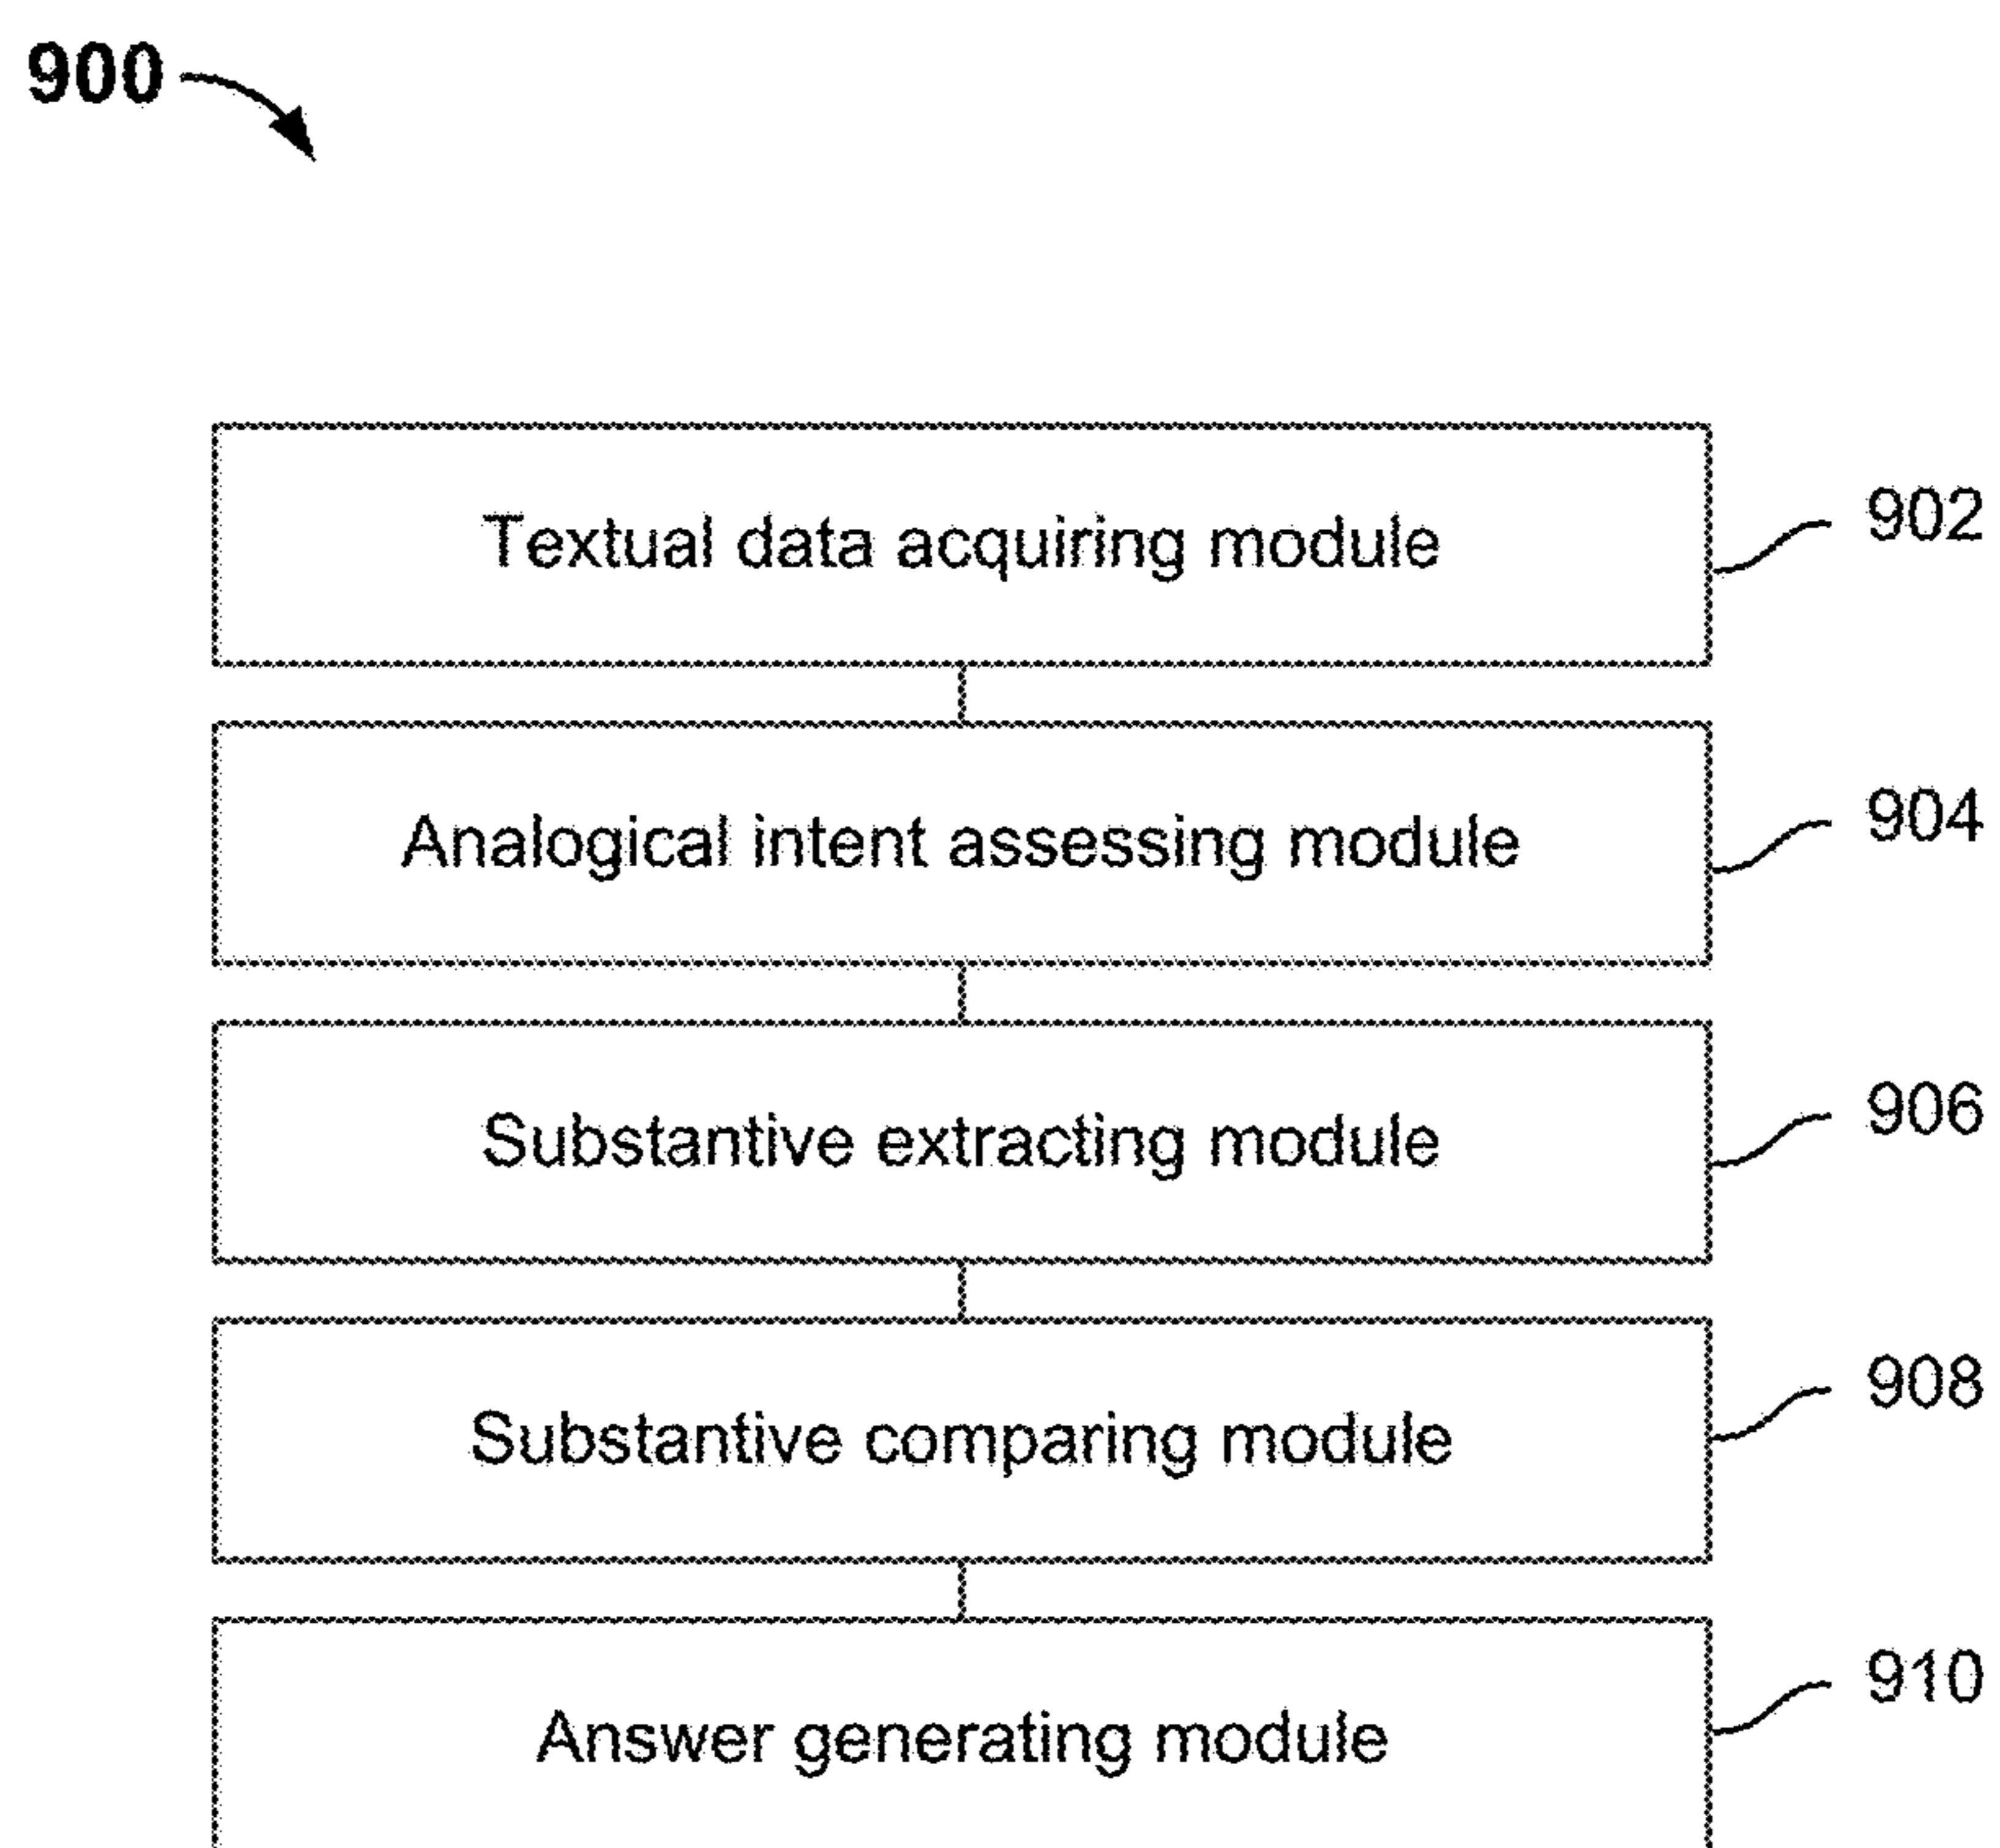 900
Textual data acquiring module
902
Analogical intent assessing module
904
Substantive extracting module
906
Substantive comparing module
908
Answer generating module
910